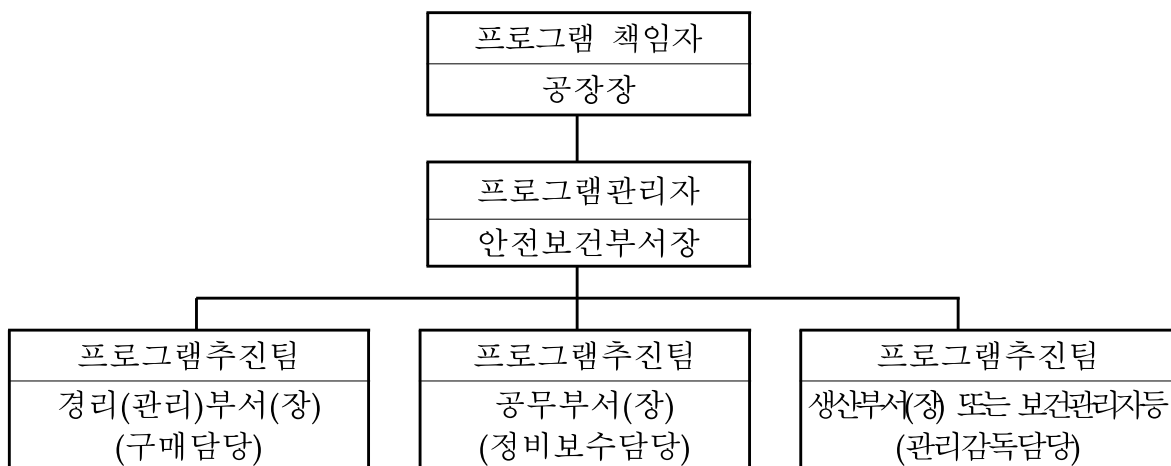 프로그램 책임자
공장장
프로그램관리자
안전보건부서장
프로그램추진팀
경리(관리)부서(장)
(구매담당)
프로그램추진팀
공무부서(장)
(정비보수담당)
프로그램추진팀
생산부서(장) 또는 보건관리자등
(관리감독담당)